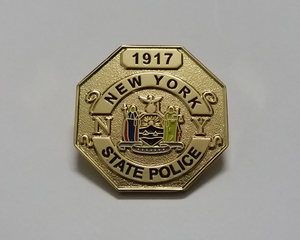 1917
NEW YORK
N Y
STATE POLICE